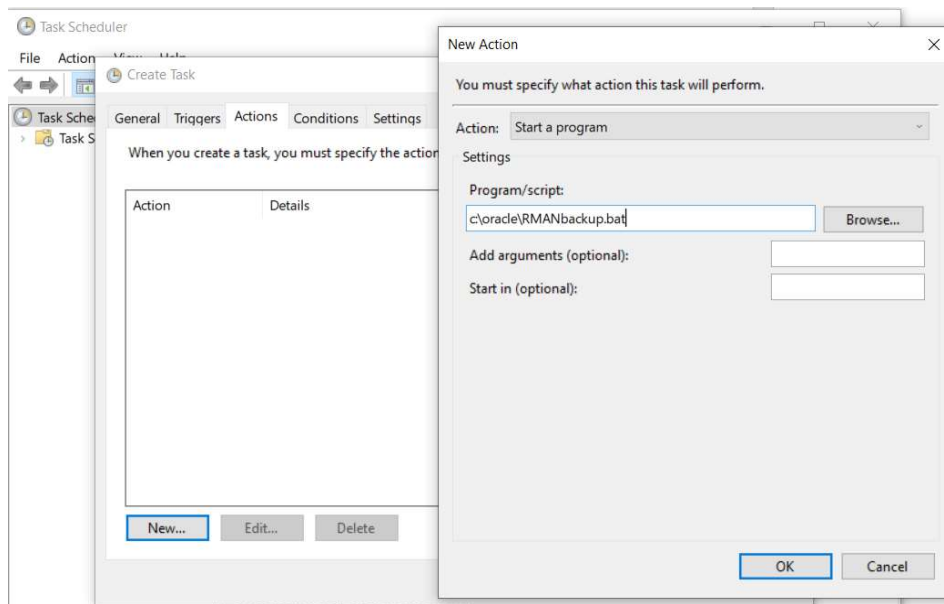 Task Scheduler
File Action View Help
Task Sche
Task S
Create Task
General Triggers Actions Conditions Settings
When you create a task, you must specify the action
Action Details
New... Edit... Delete
New Action
You must specify what action this task will perform.
Action: Start a program
Settings
Program/script:
c:\oracle\RMANbackup.bat
Browse...
Add arguments (optional):
Start in (optional):
OK Cancel